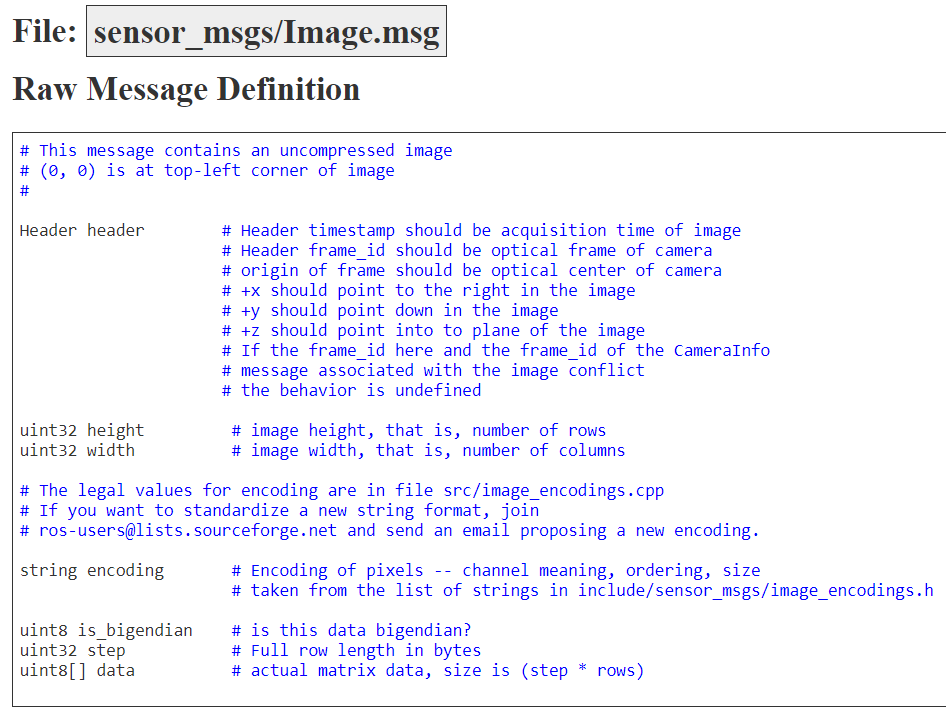 File: sensor_msgs/Image.msg
Raw Message Definition
# This message contains an uncompressed image
# (0, 0) is at top-left corner of image
#
Header header        # Header timestamp should be acquisition time of image
                     # Header frame_id should be optical frame of camera
                     # origin of frame should be optical center of camera
                     # +x should point to the right in the image
                     # +y should point down in the image
                     # +z should point into to plane of the image
                     # If the frame_id here and the frame_id of the CameraInfo
                     # message associated with the image conflict
                     # the behavior is undefined
uint32 height         # image height, that is, number of rows
uint32 width          # image width, that is, number of columns
# The legal values for encoding are in file src/image_encodings.cpp
# If you want to standardize a new string format, join
# ros-users@lists.sourceforge.net and send an email proposing a new encoding.
string encoding       # Encoding of pixels -- channel meaning, ordering, size
                      # taken from the list of strings in include/sensor_msgs/image_encodings.h
uint8 is_bigendian    # is this data bigendian?
uint32 step           # Full row length in bytes
uint8[] data          # actual matrix data, size is (step * rows)